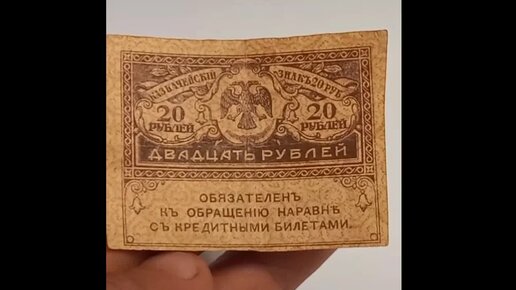 КАЗНАЧЕЙСКІЙ ЗНАКЪ 20 РУБ.
20 20
РУБЛЕЙ РУБЛЕЙ
ДВАДЦАТЬ РУБЛЕЙ
ОБЯЗАТЕЛЕНЪ
КЪ ОБРАЩЕНІЮ НАРАВНѢ
СЪ КРЕДИТНЫМИ БИЛЕТАМИ.